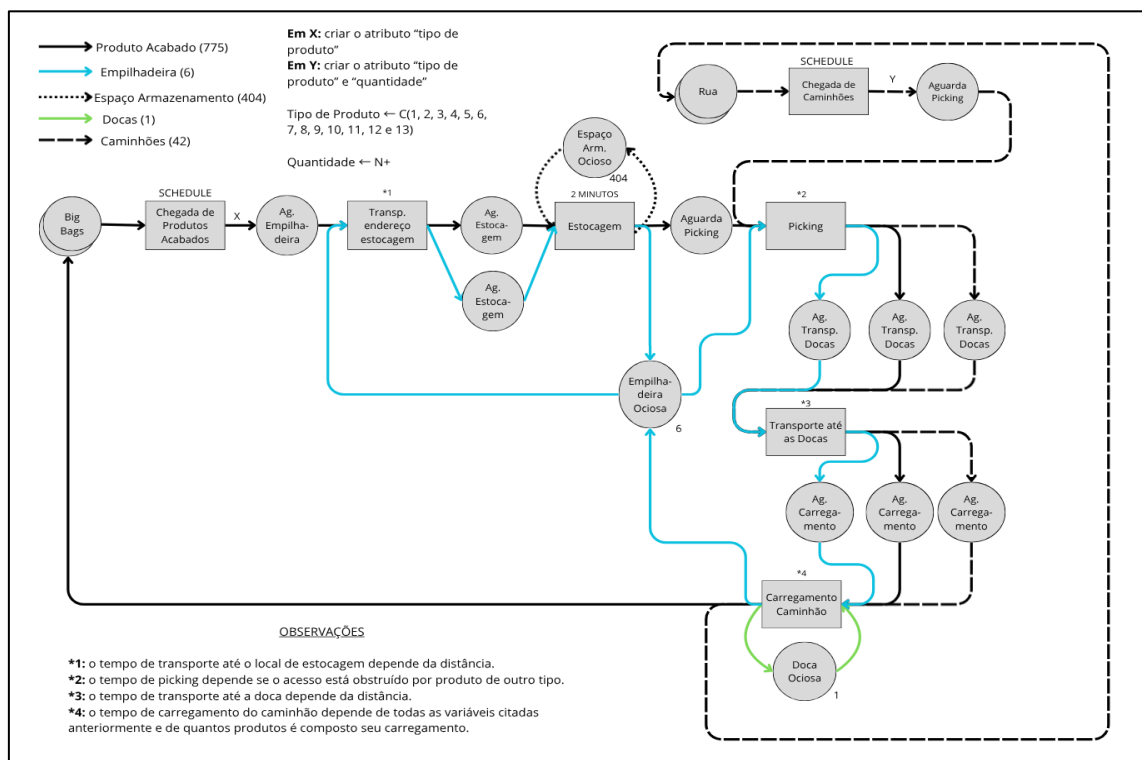 Produto Acabado (775)
Empilhadeira (6)
Espaço Armazenamento (404)
Docas (1)
Caminhões (42)
Em X: criar o atributo “tipo de
produto”
Em Y: criar o atributo “tipo de
produto” e “quantidade”
Tipo de Produto ← C(1, 2, 3, 4, 5, 6,
7, 8, 9, 10, 11, 12 e 13)
Quantidade ← N+
Rua
SCHEDULE
Chegada de
Caminhões
Y
Aguarda
Picking
Espaço
Arm.
Ocioso
404
Big
Bags
SCHEDULE
Chegada de
Produtos
Acabados
X
Ag.
Empilha-
deira
*1
Transp.
endereço
estocagem
Ag.
Estoca-
gem
Ag.
Estoca-
gem
2 MINUTOS
Estocagem
Aguarda
Picking
*2
Picking
Ag.
Transp.
Docas
Ag.
Transp.
Docas
Ag.
Transp.
Docas
Empilha-
deira
Ociosa
6
*3
Transporte até
as Docas
Ag.
Carrega-
mento
Ag.
Carrega-
mento
Ag.
Carrega-
mento
*4
Carregamento
Caminhão
Doca
Ociosa
1
OBSERVAÇÕES
*1: o tempo de transporte até o local de estocagem depende da distância.
*2: o tempo de picking depende se o acesso está obstruído por produto de outro tipo.
*3: o tempo de transporte até a doca depende da distância.
*4: o tempo de carregamento do caminhão depende de todas as variáveis citadas
anteriormente e de quantos produtos é composto seu carregamento.